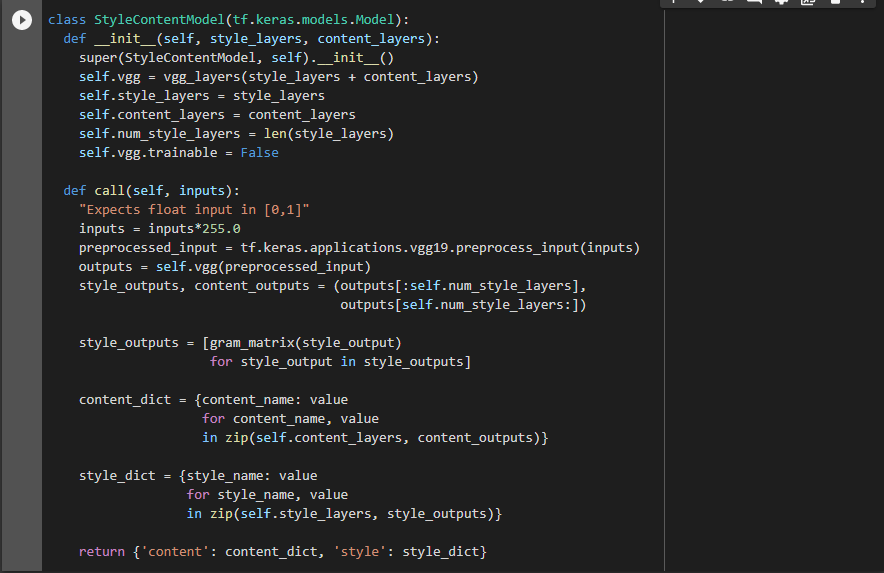 class StyleContentModel(tf.keras.models.Model):
  def __init__(self, style_layers, content_layers):
    super(StyleContentModel, self).__init__()
    self.vgg = vgg_layers(style_layers + content_layers)
    self.style_layers = style_layers
    self.content_layers = content_layers
    self.num_style_layers = len(style_layers)
    self.vgg.trainable = False

  def call(self, inputs):
    "Expects float input in [0,1]"
    inputs = inputs*255.0
    preprocessed_input = tf.keras.applications.vgg19.preprocess_input(inputs)
    outputs = self.vgg(preprocessed_input)
    style_outputs, content_outputs = (outputs[:self.num_style_layers],
                                      outputs[self.num_style_layers:])

    style_outputs = [gram_matrix(style_output)
                     for style_output in style_outputs]

    content_dict = {content_name: value
                    for content_name, value
                    in zip(self.content_layers, content_outputs)}

    style_dict = {style_name: value
                  for style_name, value
                  in zip(self.style_layers, style_outputs)}

    return {'content': content_dict, 'style': style_dict}